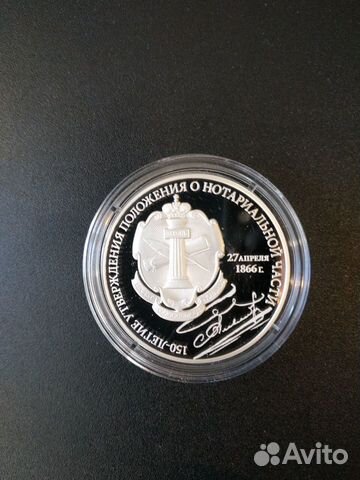 150-ЛЕТИЕ УТВЕРЖДЕНИЯ ПОЛОЖЕНИЯ О НОТАРИАЛЬНОЙ ЧАСТИ
27 АПРЕЛЯ
1866 г.
Avito